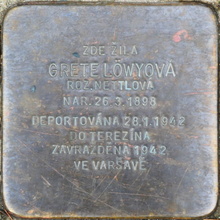 ZDE ŽILA
GRETE LÖWYOVÁ
ROZ. NETTLOVÁ
NAR. 26.3.1898
DEPORTOVÁNA 28.1.1942
DO TEREZÍNA
ZAVRAŽDĚNA 1942
VE VARŠAVĚ